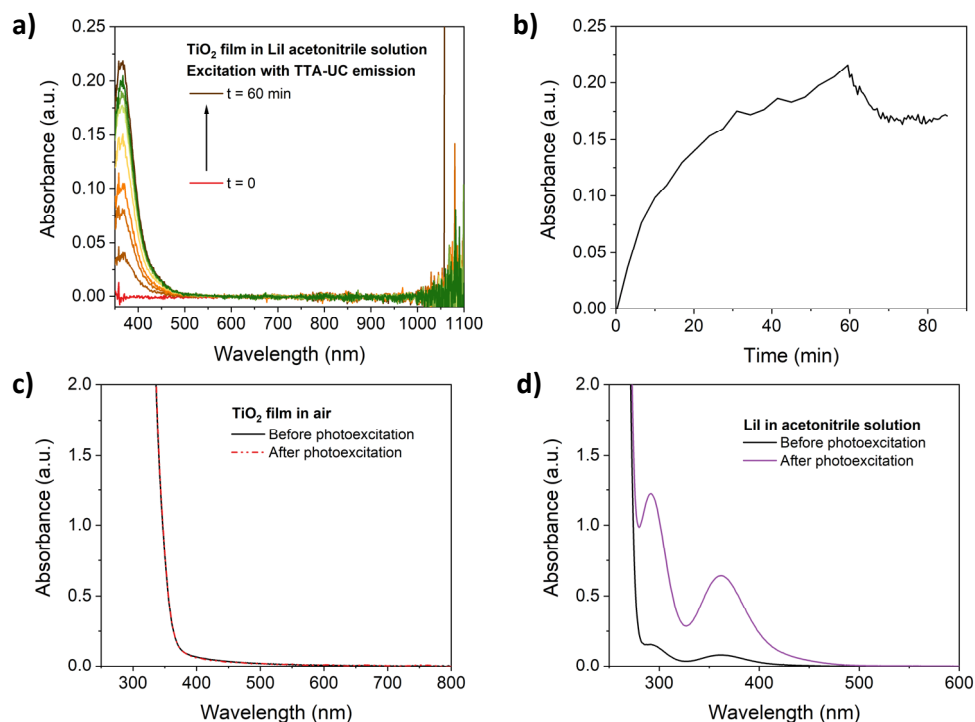 a)
TiO2 film in LiI acetonitrile solution
Excitation with TTA-UC emission
t = 60 min
t = 0
Absorbance (a.u.)
0.25
0.20
0.15
0.10
0.05
0.00
400 500 600 700 800 900 1000 1100
Wavelength (nm)
b)
Absorbance (a.u.)
0.25
0.20
0.15
0.10
0.05
0.00
0 20 40 60 80
Time (min)
c)
TiO2 film in air
Before photoexcitation
After photoexcitation
Absorbance (a.u.)
2.0
1.5
1.0
0.5
0.0
300 400 500 600 700 800
Wavelength (nm)
d)
LiI in acetonitrile solution
Before photoexcitation
After photoexcitation
Absorbance (a.u.)
2.0
1.5
1.0
0.5
0.0
300 400 500 600
Wavelength (nm)